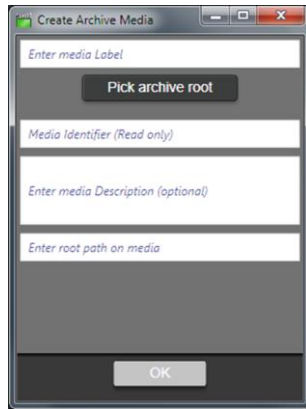 Create Archive Media
Enter media Label
Pick archive root
Media Identifier (Read only)
Enter media Description (optional)
Enter root path on media
OK